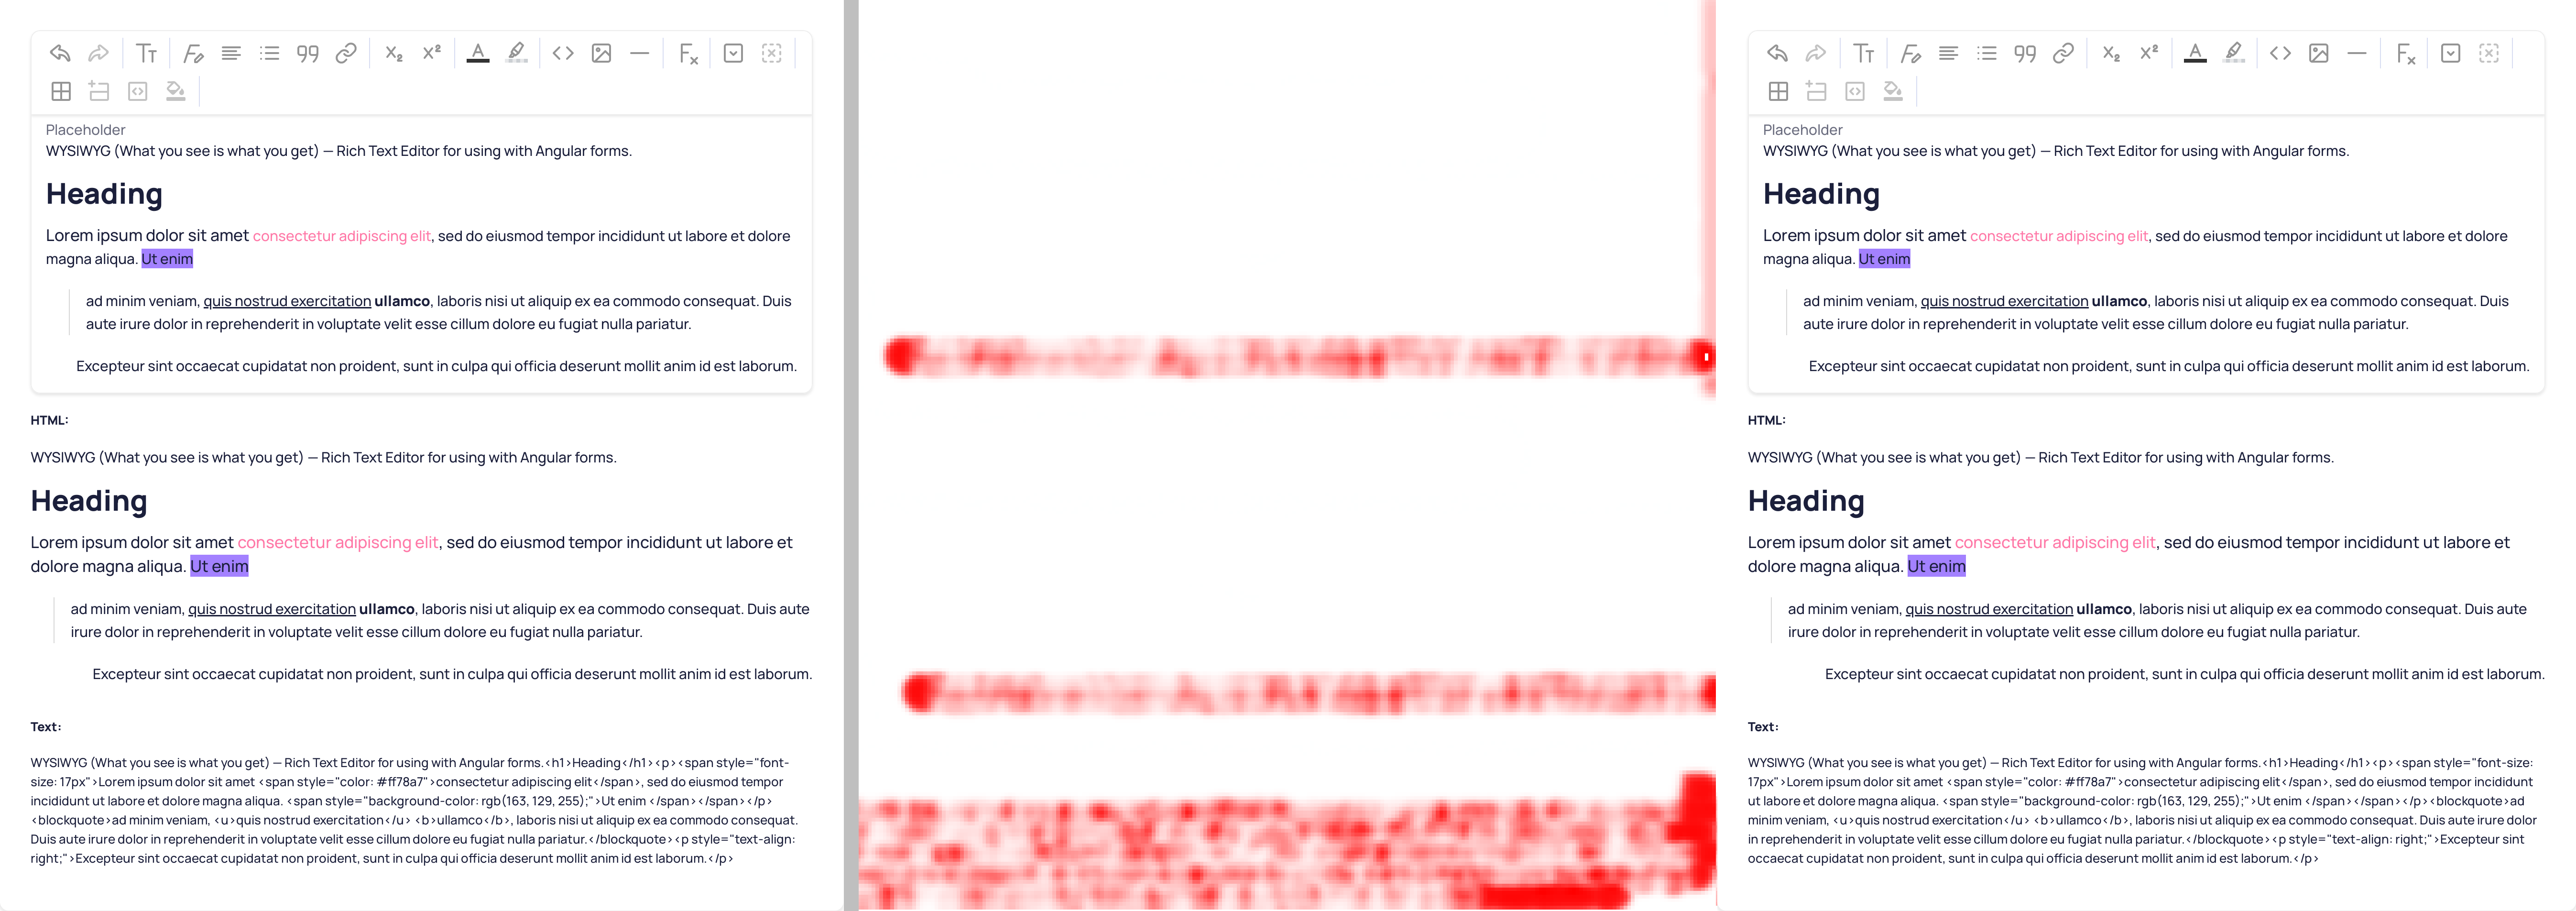 Placeholder
WYSIWYG (What you see is what you get) — Rich Text Editor for using with Angular forms.
Heading
Lorem ipsum dolor sit amet consectetur adipiscing elit, sed do eiusmod tempor incididunt ut labore et dolore
magna aliqua. Ut enim
ad minim veniam, quis nostrud exercitation ullamco, laboris nisi ut aliquip ex ea commodo consequat. Duis
aute irure dolor in reprehenderit in voluptate velit esse cillum dolore eu fugiat nulla pariatur.
Excepteur sint occaecat cupidatat non proident, sunt in culpa qui officia deserunt mollit anim id est laborum.
HTML:
WYSIWYG (What you see is what you get) — Rich Text Editor for using with Angular forms.
Heading
Lorem ipsum dolor sit amet consectetur adipiscing elit, sed do eiusmod tempor incididunt ut labore et
dolore magna aliqua. Ut enim
ad minim veniam, quis nostrud exercitation ullamco, laboris nisi ut aliquip ex ea commodo consequat. Duis aute
irure dolor in reprehenderit in voluptate velit esse cillum dolore eu fugiat nulla pariatur.
Excepteur sint occaecat cupidatat non proident, sunt in culpa qui officia deserunt mollit anim id est laborum.
Text:
WYSIWYG (What you see is what you get) — Rich Text Editor for using with Angular forms.<h1>Heading</h1><p><span style="font-
size: 17px">Lorem ipsum dolor sit amet <span style="color: #ff78a7">consectetur adipiscing elit</span>, sed do eiusmod tempor
incididunt ut labore et dolore magna aliqua. <span style="background-color: rgb(163, 129, 255);">Ut enim </span></span></p>
<blockquote>ad minim veniam, <u>quis nostrud exercitation</u> <b>ullamco</b>, laboris nisi ut aliquip ex ea commodo consequat.
Duis aute irure dolor in reprehenderit in voluptate velit esse cillum dolore eu fugiat nulla pariatur.</blockquote><p style="text-align:
right;">Excepteur sint occaecat cupidatat non proident, sunt in culpa qui officia deserunt mollit anim id est laborum.</p>
Placeholder
WYSIWYG (What you see is what you get) — Rich Text Editor for using with Angular forms.
Heading
Lorem ipsum dolor sit amet consectetur adipiscing elit, sed do eiusmod tempor incididunt ut labore et dolore
magna aliqua. Ut enim
ad minim veniam, quis nostrud exercitation ullamco, laboris nisi ut aliquip ex ea commodo consequat. Duis
aute irure dolor in reprehenderit in voluptate velit esse cillum dolore eu fugiat nulla pariatur.
Excepteur sint occaecat cupidatat non proident, sunt in culpa qui officia deserunt mollit anim id est laborum.
HTML:
WYSIWYG (What you see is what you get) — Rich Text Editor for using with Angular forms.
Heading
Lorem ipsum dolor sit amet consectetur adipiscing elit, sed do eiusmod tempor incididunt ut labore et
dolore magna aliqua. Ut enim
ad minim veniam, quis nostrud exercitation ullamco, laboris nisi ut aliquip ex ea commodo consequat. Duis aute
irure dolor in reprehenderit in voluptate velit esse cillum dolore eu fugiat nulla pariatur.
Excepteur sint occaecat cupidatat non proident, sunt in culpa qui officia deserunt mollit anim id est laborum.
Text:
WYSIWYG (What you see is what you get) — Rich Text Editor for using with Angular forms.<h1>Heading</h1><p><span style="font-size:
17px">Lorem ipsum dolor sit amet <span style="color: #ff78a7">consectetur adipiscing elit</span>, sed do eiusmod tempor incididunt
ut labore et dolore magna aliqua. <span style="background-color: rgb(163, 129, 255);">Ut enim </span></span></p><blockquote>ad
minim veniam, <u>quis nostrud exercitation</u> <b>ullamco</b>, laboris nisi ut aliquip ex ea commodo consequat. Duis aute irure dolor
in reprehenderit in voluptate velit esse cillum dolore eu fugiat nulla pariatur.</blockquote><p style="text-align: right;">Excepteur sint
occaecat cupidatat non proident, sunt in culpa qui officia deserunt mollit anim id est laborum.</p>